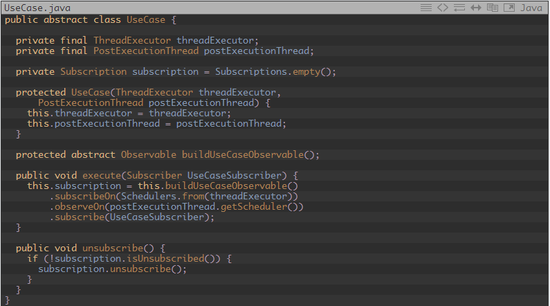 UseCase.java Java
public abstract class UseCase {
private final ThreadExecutor threadExecutor;
private final PostExecutionThread postExecutionThread;
private Subscription subscription = Subscriptions.empty();
protected UseCase(ThreadExecutor threadExecutor,
PostExecutionThread postExecutionThread) {
this.threadExecutor = threadExecutor;
this.postExecutionThread = postExecutionThread;
}
protected abstract Observable buildUseCaseObservable();
public void execute(Subscriber UseCaseSubscriber) {
this.subscription = this.buildUseCaseObservable()
.subscribeOn(Schedulers.from(threadExecutor))
.observeOn(postExecutionThread.getScheduler())
.subscribe(UseCaseSubscriber);
}
public void unsubscribe() {
if (!subscription.isUnsubscribed()) {
subscription.unsubscribe();
}
}
}